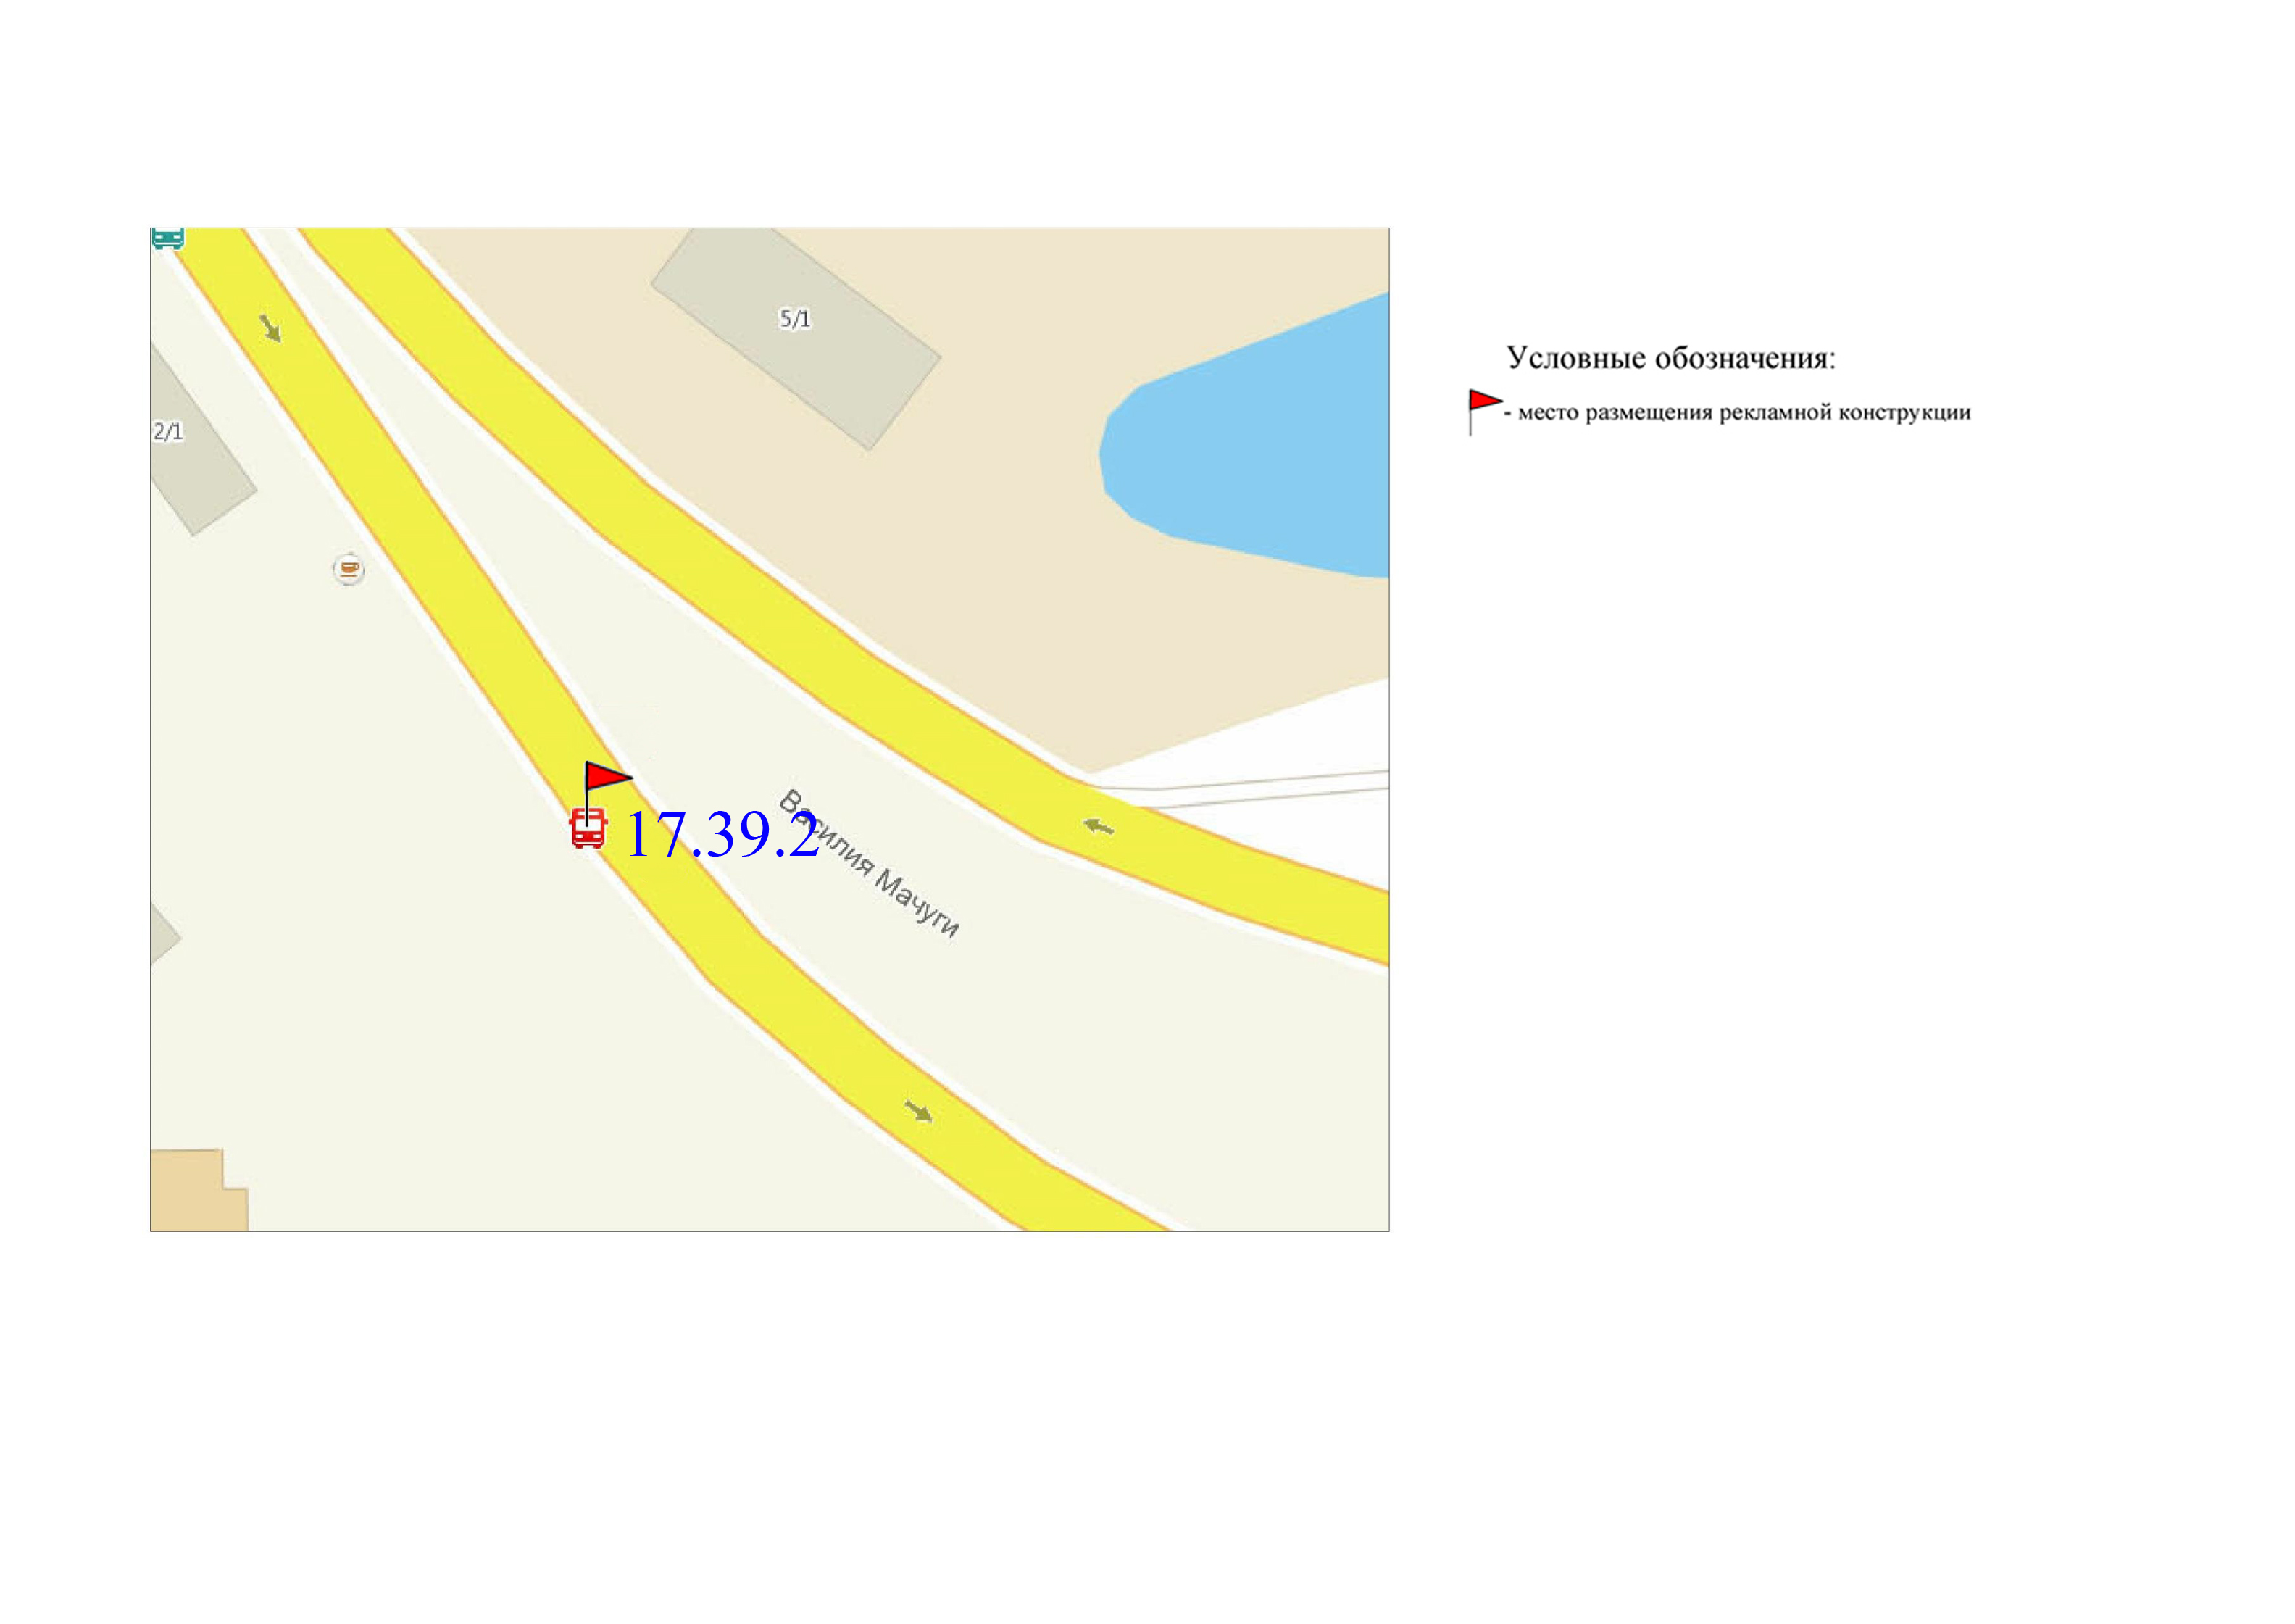 5/1
Условные обозначения:
- место размещения рекламной конструкции
2/1
17.39.2
Василия Мачуги